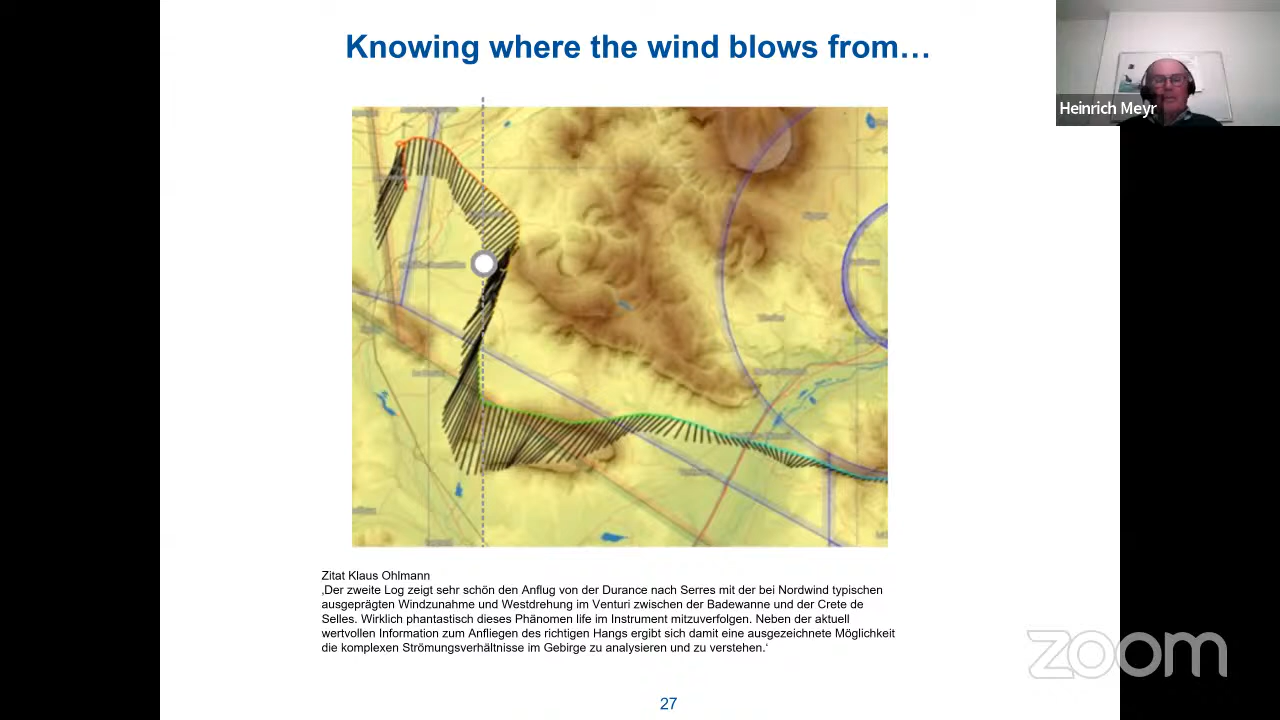 Knowing where the wind blows from…
Heinrich Meyr
Zitat Klaus Ohlmann
‚Der zweite Log zeigt sehr schön den Anflug von der Durance nach Serres mit der bei Nordwind typischen
ausgeprägten Windzunahme und Westdrehung im Venturi zwischen der Badewanne und der Crete de
Selles. Wirklich phantastisch dieses Phänomen life im Instrument mitzuverfolgen. Neben der aktuell
wertvollen Information zum Anfliegen des richtigen Hangs ergibt sich damit eine ausgezeichnete Möglichkeit
die komplexen Strömungsverhältnisse im Gebirge zu analysieren und zu verstehen.‘
zoom
27